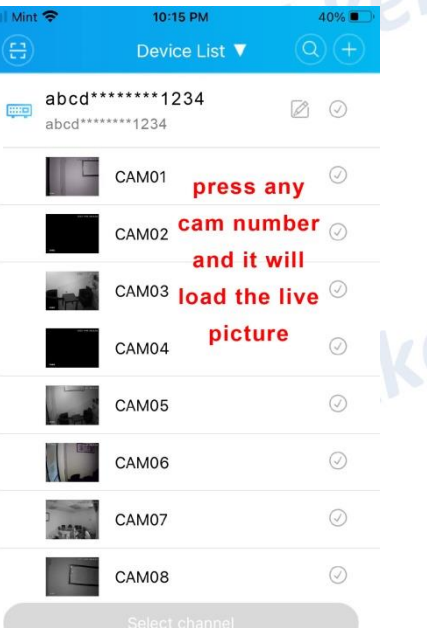 Mint
10:15 PM
40%
Device List ▼
abcd********1234
abcd********1234
CAM01
press any
CAM02
cam number
and it will
CAM03
load the live
picture
CAM04
CAM05
CAM06
CAM07
CAM08
Select channel